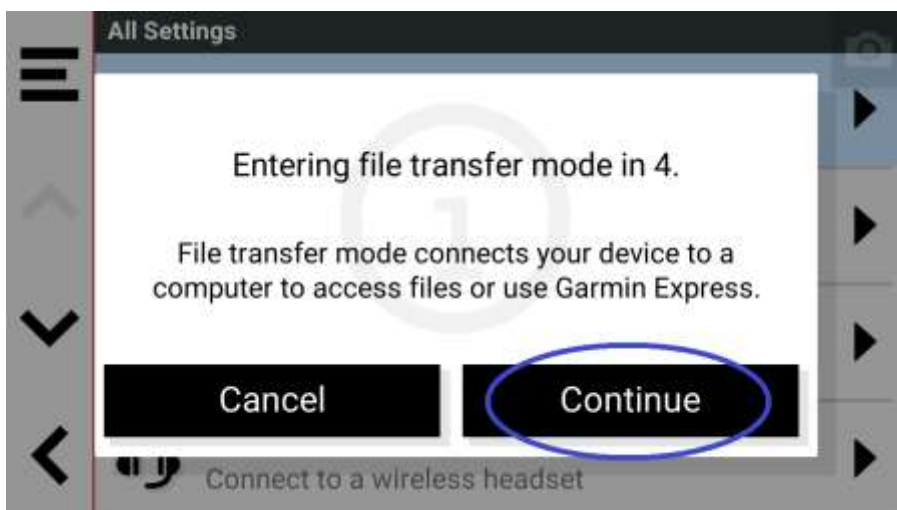 All Settings
Entering file transfer mode in 4.
File transfer mode connects your device to a
computer to access files or use Garmin Express.
Cancel
Continue
Connect to a wireless headset